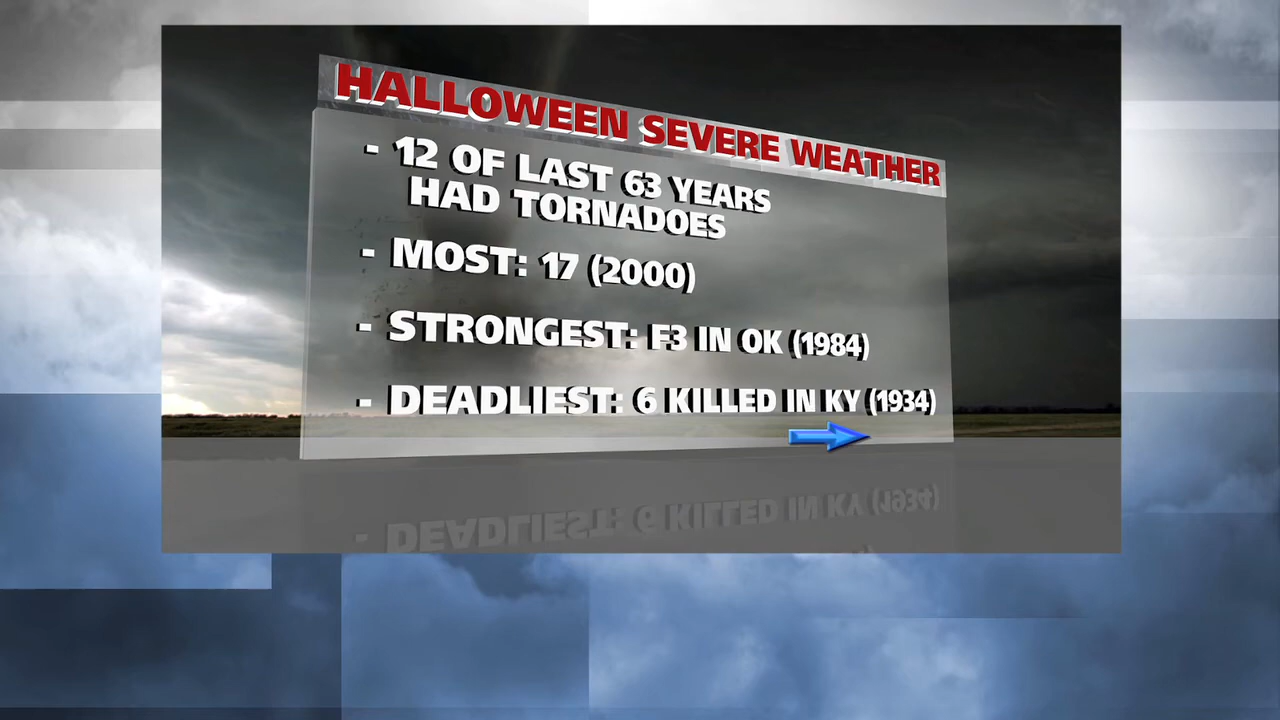 HALLOWEEN SEVERE WEATHER
- 12 OF LAST 63 YEARS
HAD TORNADOES
- MOST: 17 (2000)
- STRONGEST: F3 IN OK (1984)
- DEADLIEST: 6 KILLED IN KY (1934)